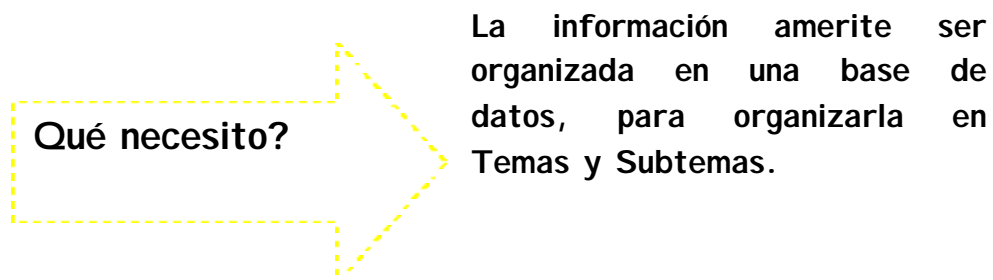 Qué necesito?
La información amerite ser
organizada en una base de
datos, para organizarla en
Temas y Subtemas.